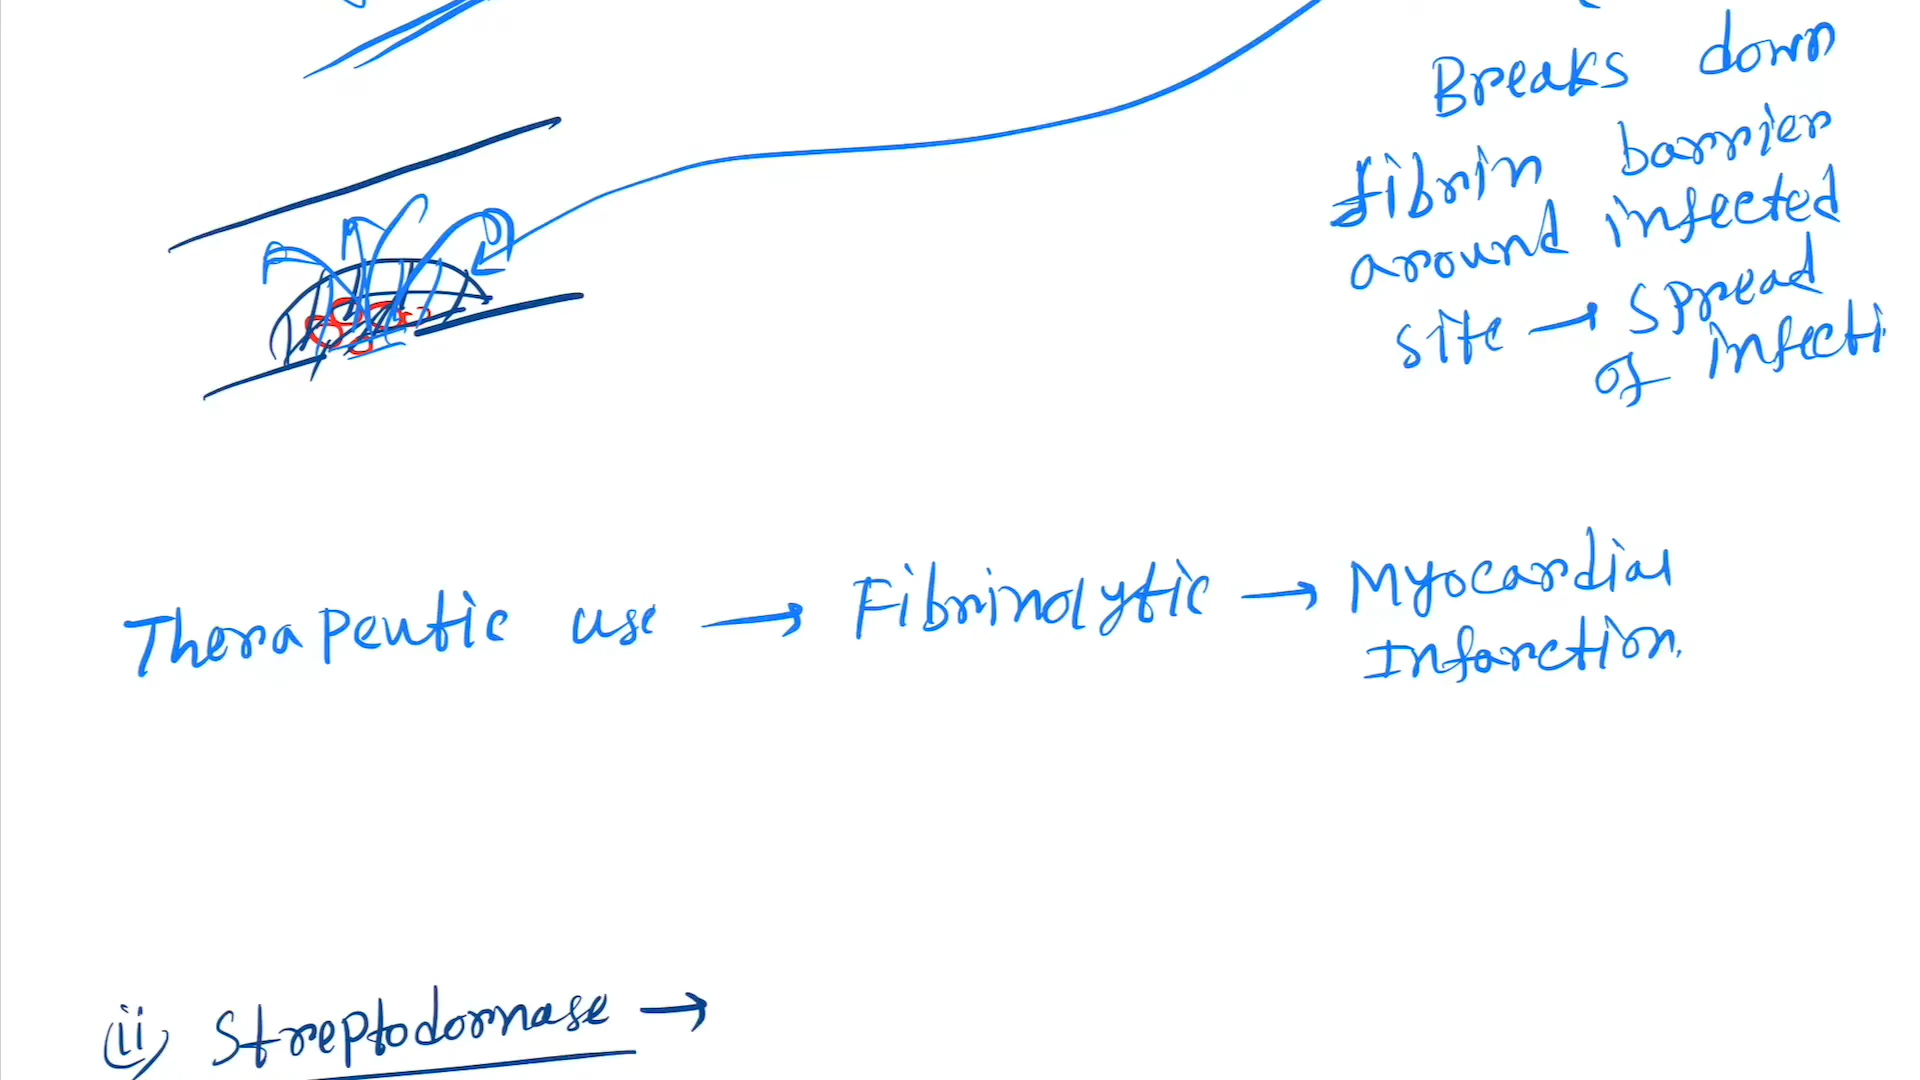 Breaks down
fibrin barrier
around infected
site → spread
of infecti
Therapeutic use → Fibrinolytic → Myocardial
Infarction.
(ii) Streptodornase →